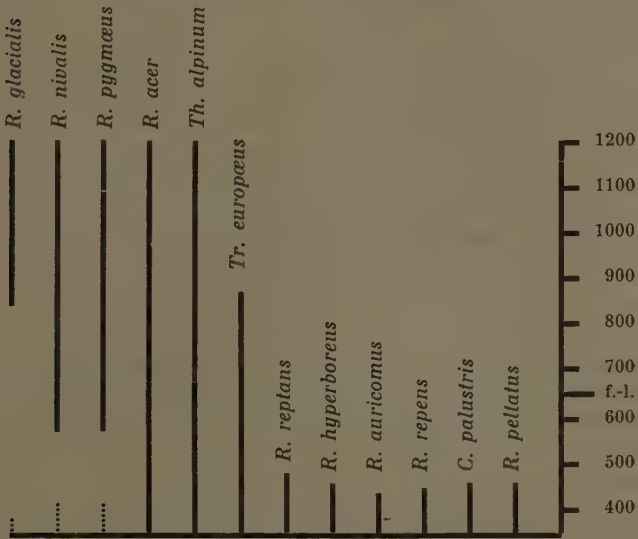 R. glacialis
R. nivalis
R. pygmæus
R. acer
Th. alpinum
Tr. europæus
R. reptans
R. hyperboreus
R. auricomus
R. repens
C. palustris
R. peltatus
1200
1100
1000
900
800
700
f.-l.
600
500
400